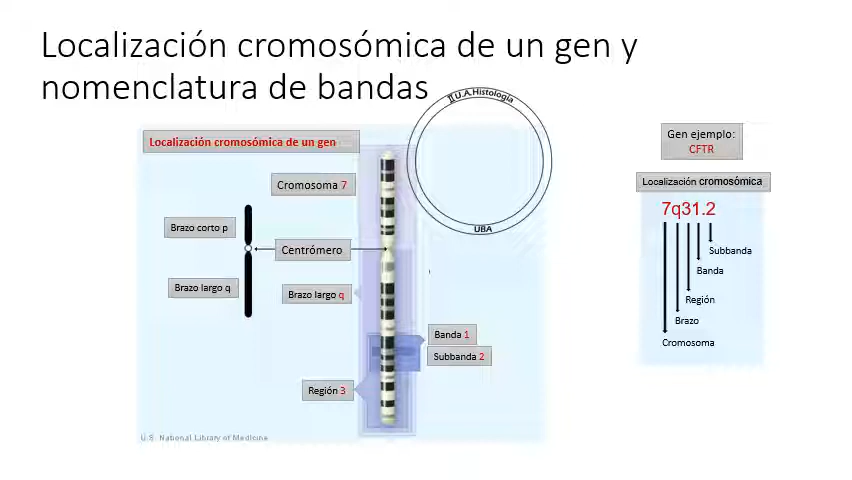 Localización cromosómica de un gen y
nomenclatura de bandas
II U.A.Histología
UBA
Localización cromosómica de un gen
Cromosoma 7
Brazo corto p
Centrómero
Brazo largo q
Brazo largo q
Banda 1
Subbanda 2
Región 3
U.S. National Library of Medicine
Gen ejemplo:
CFTR
Localización cromosómica
7q31.2
Subbanda
Banda
Región
Brazo
Cromosoma